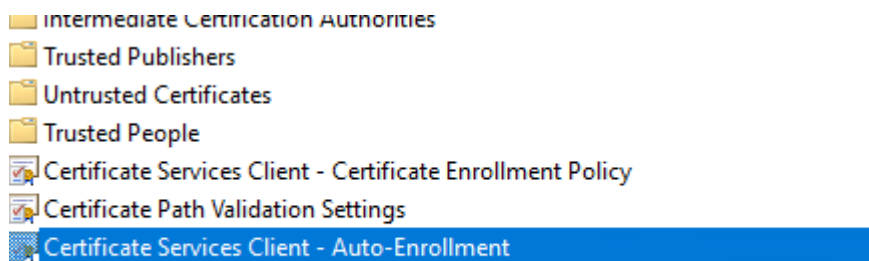 Intermediate Certification Authorities
Trusted Publishers
Untrusted Certificates
Trusted People
Certificate Services Client - Certificate Enrollment Policy
Certificate Path Validation Settings
Certificate Services Client - Auto-Enrollment